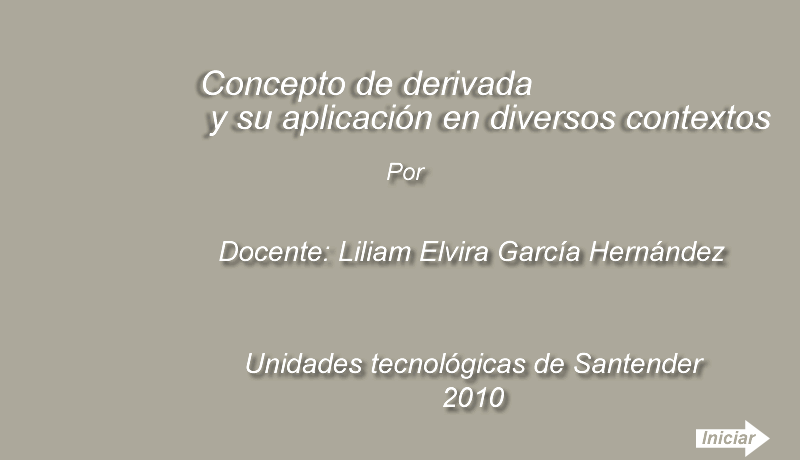 Concepto de derivada
y su aplicación en diversos contextos
Por
Docente: Liliam Elvira García Hernández
Unidades tecnológicas de Santender
2010
Iniciar